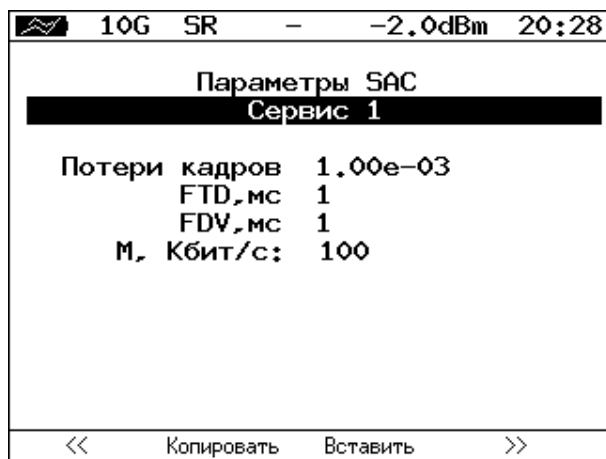 10G SR – -2.0dBm 20:28
Параметры SAC
Сервис 1
Потери кадров 1.00e-03
FTD,мс 1
FDV,мс 1
М, Кбит/с: 100
<< Копировать Вставить >>